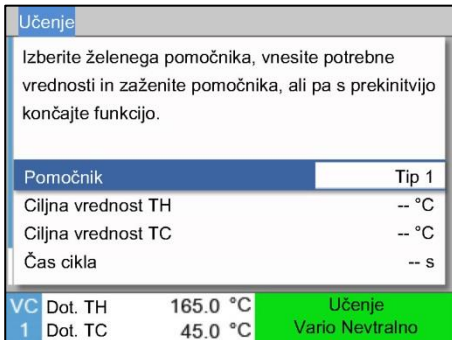 Učenje
Izberite želenega pomočnika, vnesite potrebne
vrednosti in zaženite pomočnika, ali pa s prekinitvijo
končajte funkcijo.
Pomočnik Tip 1
Ciljna vrednost TH -- °C
Ciljna vrednost TC -- °C
Čas cikla -- s
VC Dot. TH 165.0 °C Učenje
1 Dot. TC 45.0 °C Vario Nevtralno